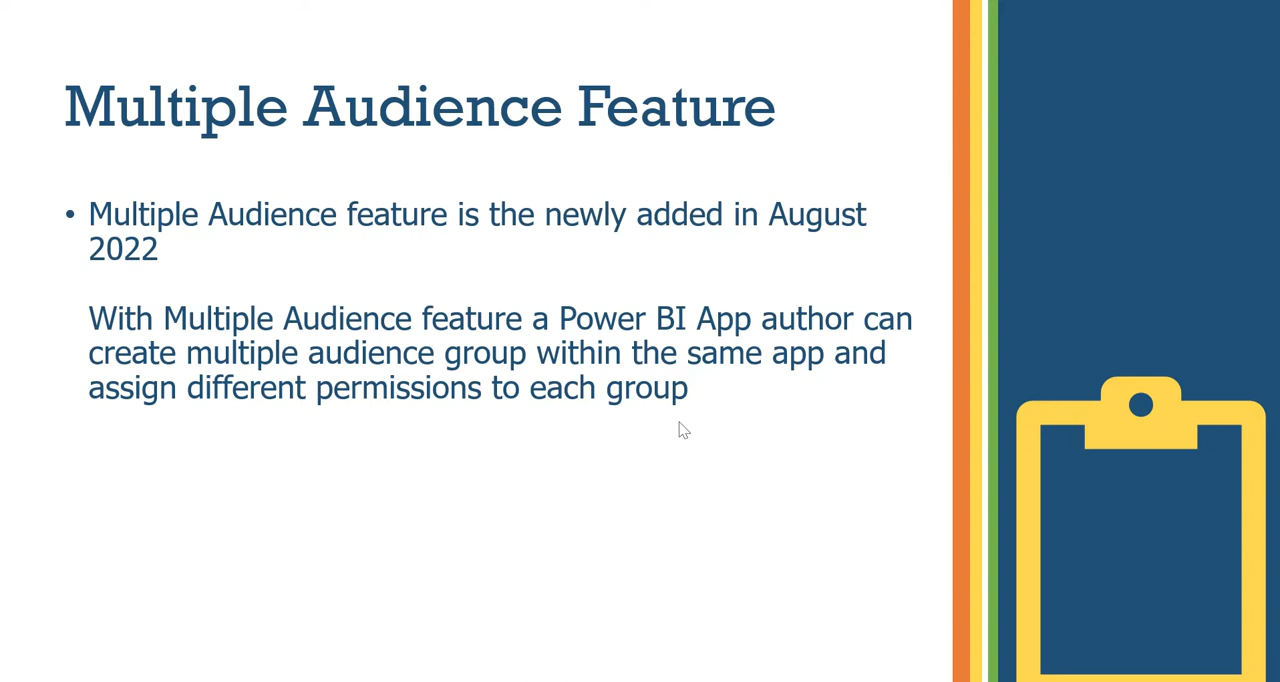 Multiple Audience Feature
• Multiple Audience feature is the newly added in August
2022
With Multiple Audience feature a Power BI App author can
create multiple audience group within the same app and
assign different permissions to each group